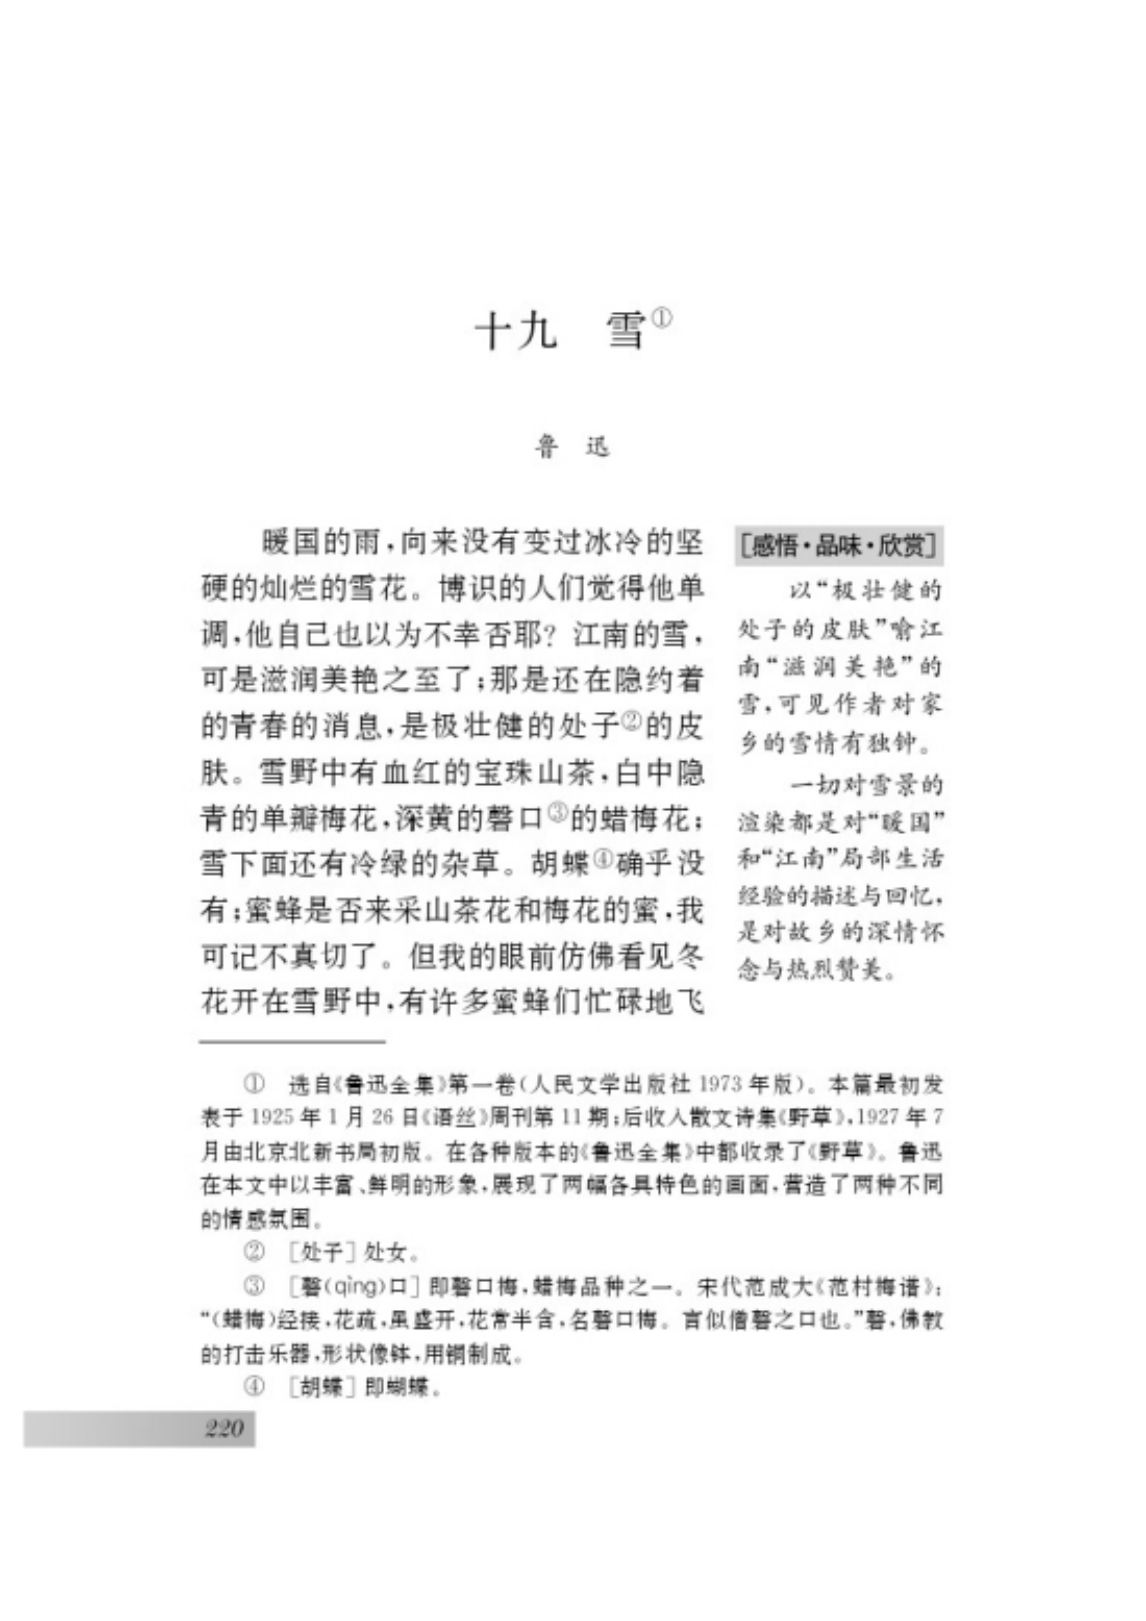 十九　雪①
鲁　迅
暖国的雨,向来没有变过冰冷的坚
硬的灿烂的雪花。博识的人们觉得他单
调,他自己也以为不幸否耶?江南的雪,
可是滋润美艳之至了;那是还在隐约着
的青春的消息,是极壮健的处子②的皮
肤。雪野中有血红的宝珠山茶,白中隐
青的单瓣梅花,深黄的磬口③的蜡梅花;
雪下面还有冷绿的杂草。胡蝶④确乎没
有;蜜蜂是否来采山茶花和梅花的蜜,我
可记不真切了。但我的眼前仿佛看见冬
花开在雪野中,有许多蜜蜂们忙碌地飞
[感悟·品味·欣赏]
以“极壮健的
处子的皮肤”喻江
南“滋润美艳”的
雪,可见作者对家
乡的雪情有独钟。
一切对雪景的
渲染都是对“暖国”
和“江南”局部生活
经验的描述与回忆,
是对故乡的深情怀
念与热烈赞美。
①　选自《鲁迅全集》第一卷(人民文学出版社 1973 年版)。本篇最初发
表于 1925 年 1 月 26 日《语丝》周刊第 11 期;后收入散文诗集《野草》,1927 年 7
月由北京北新书局初版。在各种版本的《鲁迅全集》中都收录了《野草》。鲁迅
在本文中以丰富、鲜明的形象,展现了两幅各具特色的画面,营造了两种不同
的情感氛围。
②　[处子]处女。
③　[磬(qìng)口]即磬口梅,蜡梅品种之一。宋代范成大《范村梅谱》:
“(蜡梅)经接,花疏,虽盛开,花常半含,名磬口梅。言似僧磬之口也。”磬,佛教
的打击乐器,形状像钵,用铜制成。
④　[胡蝶]即蝴蝶。
220